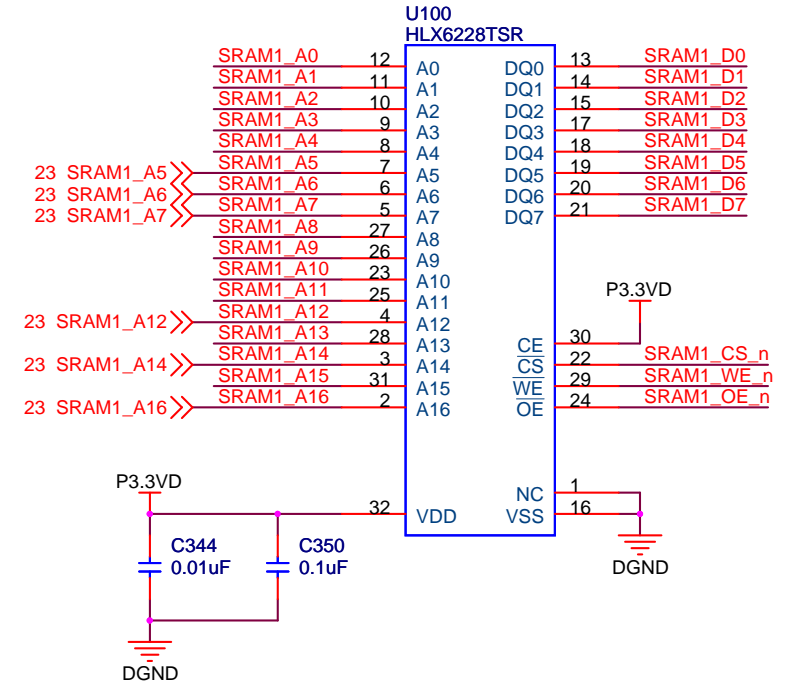 U100
HLX6228TSR
SRAM1_A0 12 A0 DQ0 13 SRAM1_D0
SRAM1_A1 11 A1 DQ1 14 SRAM1_D1
SRAM1_A2 10 A2 DQ2 15 SRAM1_D2
SRAM1_A3 9 A3 DQ3 17 SRAM1_D3
SRAM1_A4 8 A4 DQ4 18 SRAM1_D4
23 SRAM1_A5 SRAM1_A5 7 A5 DQ5 19 SRAM1_D5
23 SRAM1_A6 SRAM1_A6 6 A6 DQ6 20 SRAM1_D6
23 SRAM1_A7 SRAM1_A7 5 A7 DQ7 21 SRAM1_D7
SRAM1_A8 27 A8
SRAM1_A9 26 A9
SRAM1_A10 23 A10
SRAM1_A11 25 A11 P3.3VD
23 SRAM1_A12 SRAM1_A12 4 A12
SRAM1_A13 28 A13 CE 30
23 SRAM1_A14 SRAM1_A14 3 A14 CS 22 SRAM1_CS_n
SRAM1_A15 31 A15 WE 29 SRAM1_WE_n
23 SRAM1_A16 SRAM1_A16 2 A16 OE 24 SRAM1_OE_n
P3.3VD NC 1
32 VDD VSS 16
C344 C350
0.01uF 0.1uF DGND
DGND